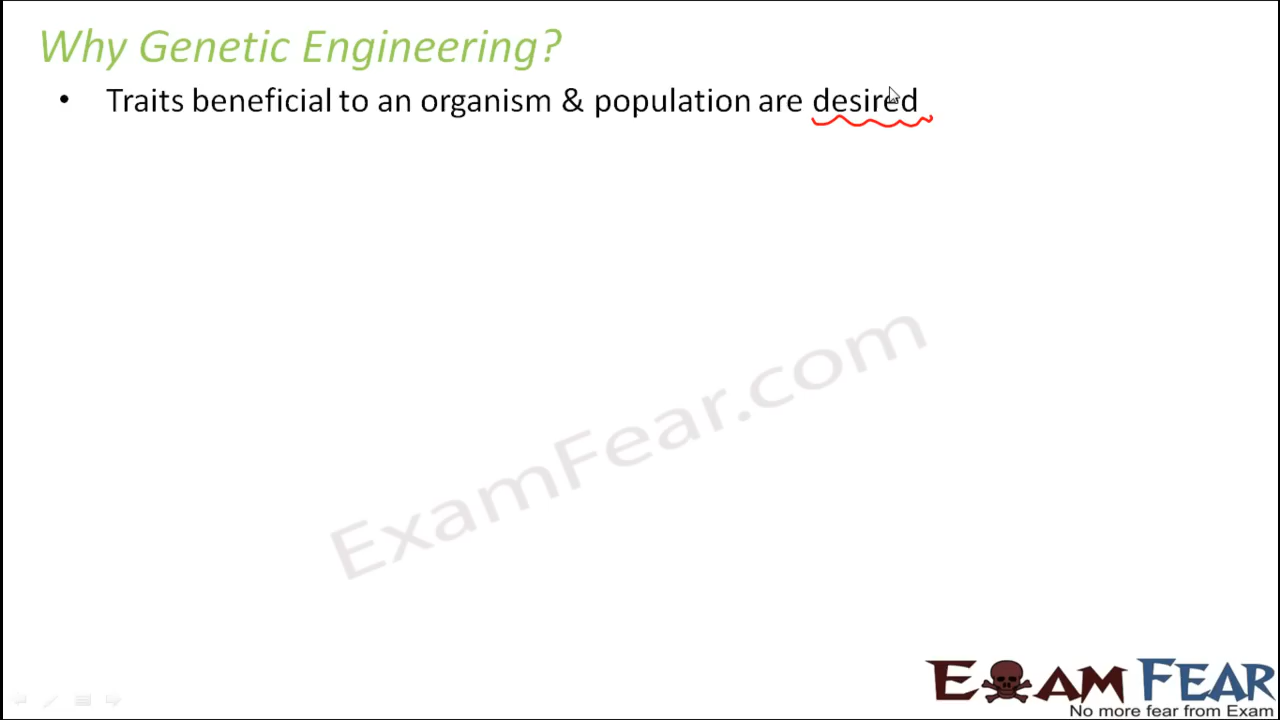 Why Genetic Engineering?
• Traits beneficial to an organism & population are desired
ExamFear.com
EXAM FEAR
No more fear from Exam